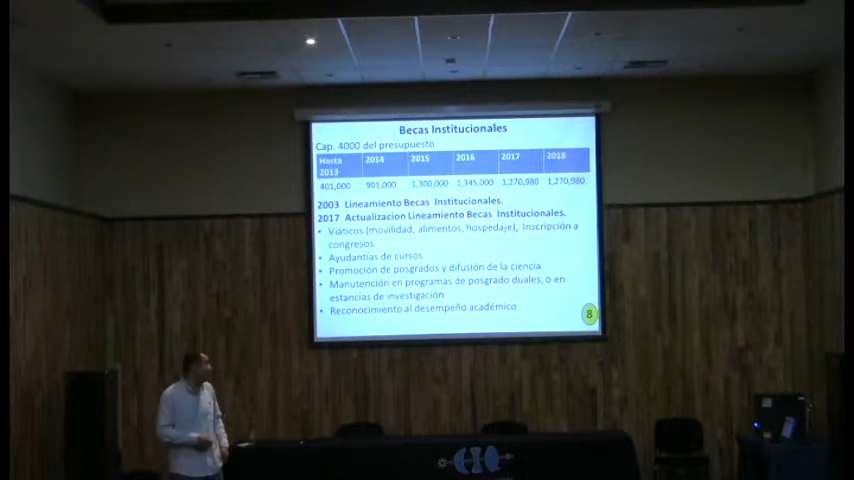 Becas Institucionales
Cap. 4000 del presupuesto
Hasta 2013 2014 2015 2016 2017 2018
401,000 901,000 1,300,000 1,345,000 1,270,980 1,270,980
2003 Lineamiento Becas Institucionales.
2017 Actualizacion Lineamiento Becas Institucionales.
• Viáticos (movilidad, alimentos, hospedaje), Inscripción a
congresos
• Ayudantías de cursos
• Promoción de posgrados y difusión de la ciencia
• Manutención en programas de posgrado duales, o en
estancias de investigación
• Reconocimiento al desempeño académico
8